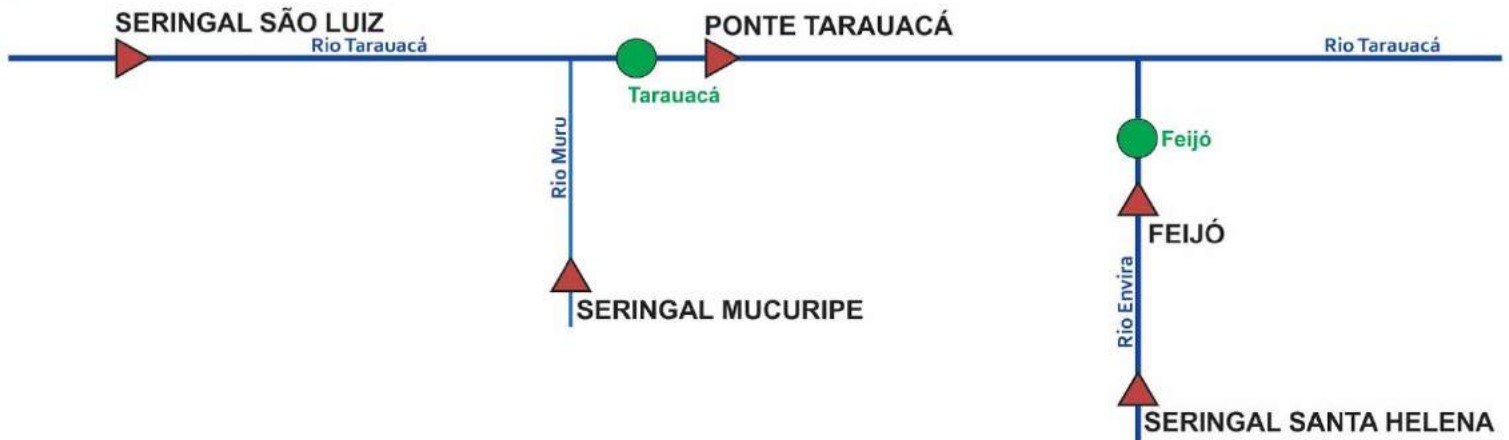 SERINGAL SÃO LUIZ
PONTE TARAUACÁ
Rio Tarauacá
Rio Tarauacá
Tarauacá
Feijó
Rio Muru
FEIJÓ
Rio Envira
SERINGAL MUCURIPE
SERINGAL SANTA HELENA